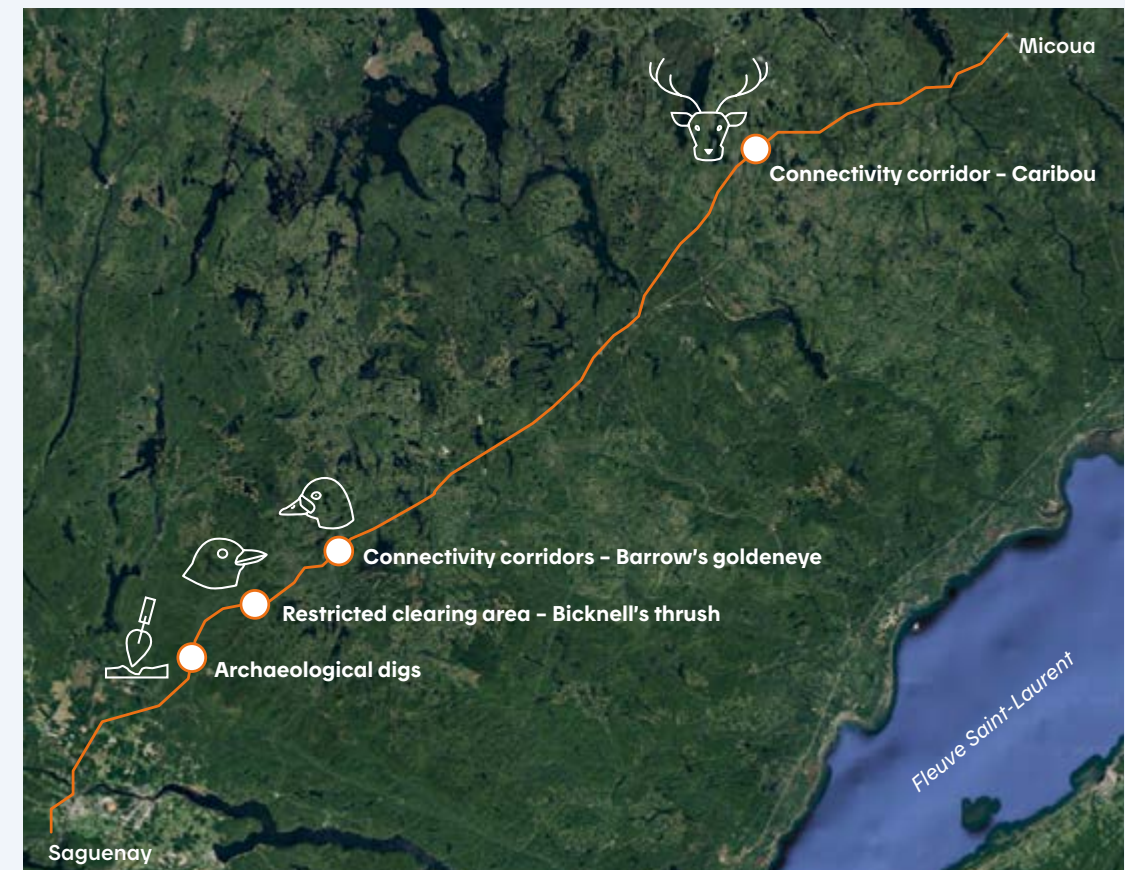 Micoua
Connectivity corridor – Caribou
Connectivity corridors – Barrow's goldeneye
Restricted clearing area – Bicknell's thrush
Archaeological digs
Fleuve Saint-Laurent
Saguenay